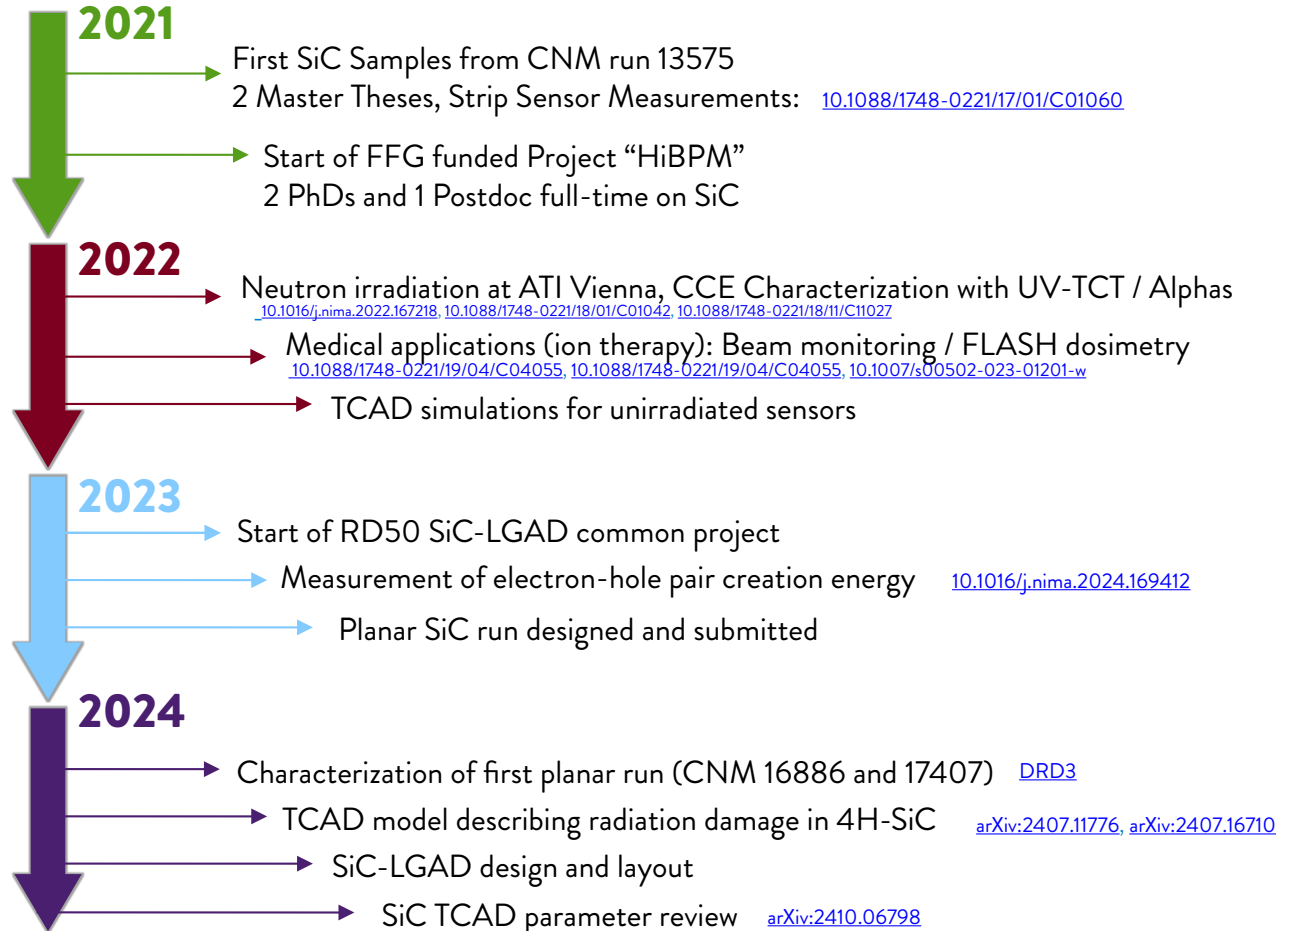 2021
First SiC Samples from CNM run 13575
2 Master Theses, Strip Sensor Measurements: 10.1088/1748-0221/17/01/C01060
Start of FFG funded Project “HiBPM”
2 PhDs and 1 Postdoc full-time on SiC
2022
Neutron irradiation at ATI Vienna, CCE Characterization with UV-TCT / Alphas
10.1016/j.nima.2022.167218, 10.1088/1748-0221/18/01/C01042, 10.1088/1748-0221/18/11/C11027
Medical applications (ion therapy): Beam monitoring / FLASH dosimetry
10.1088/1748-0221/19/04/C04055, 10.1088/1748-0221/19/04/C04055, 10.1007/s00502-023-01201-w
TCAD simulations for unirradiated sensors
2023
Start of RD50 SiC-LGAD common project
Measurement of electron-hole pair creation energy 10.1016/j.nima.2024.169412
Planar SiC run designed and submitted
2024
Characterization of first planar run (CNM 16886 and 17407) DRD3
TCAD model describing radiation damage in 4H-SiC arXiv:2407.11776, arXiv:2407.16710
SiC-LGAD design and layout
SiC TCAD parameter review arXiv:2410.06798